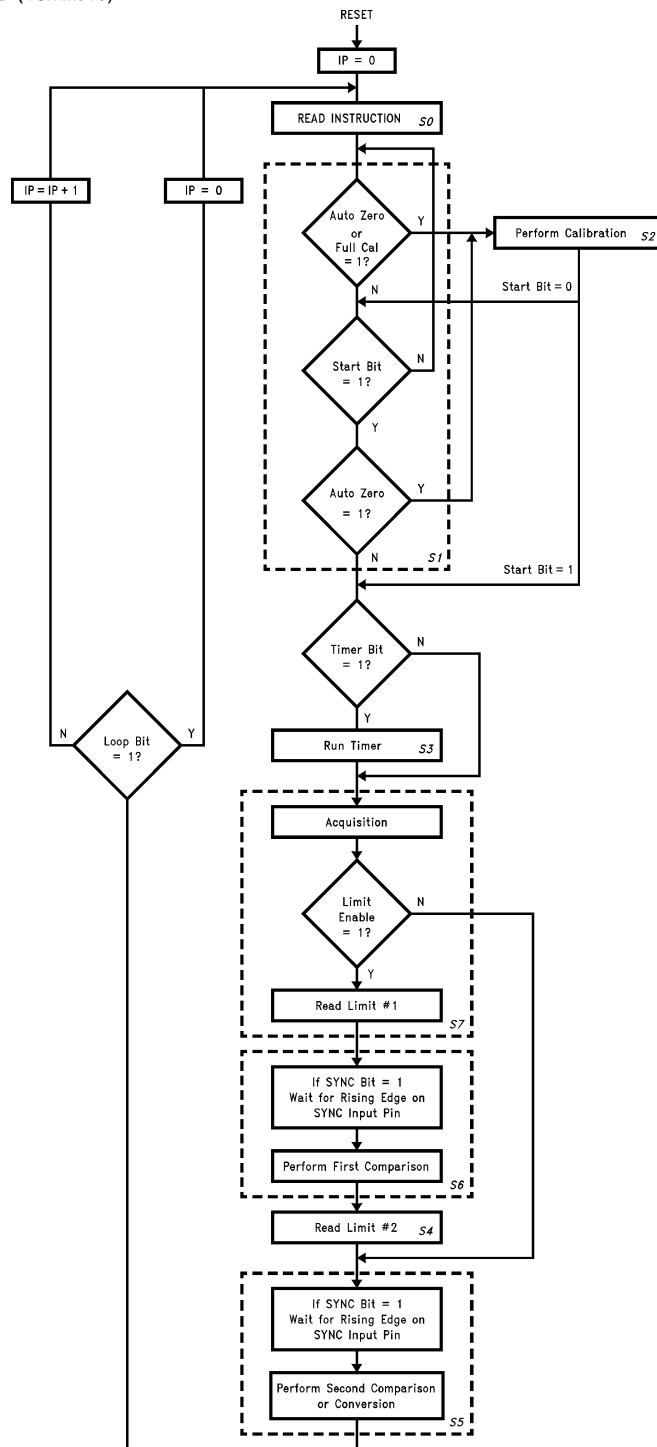 RESET
IP = 0
READ INSTRUCTION S0
IP = IP + 1
IP = 0
Auto Zero
or
Full Cal
= 1?
Y
N
Perform Calibration S2
Start Bit = 0
Start Bit
= 1?
N
Y
Auto Zero
= 1?
Y
N
S1
Start Bit = 1
Timer Bit
= 1?
N
Y
Run Timer S3
N
Loop Bit
= 1?
Y
Acquisition
Limit
Enable
= 1?
N
Y
Read Limit #1
S7
If SYNC Bit = 1
Wait for Rising Edge on
SYNC Input Pin
Perform First Comparison
S6
Read Limit #2 S4
If SYNC Bit = 1
Wait for Rising Edge on
SYNC Input Pin
Perform Second Comparison
or Conversion
S5